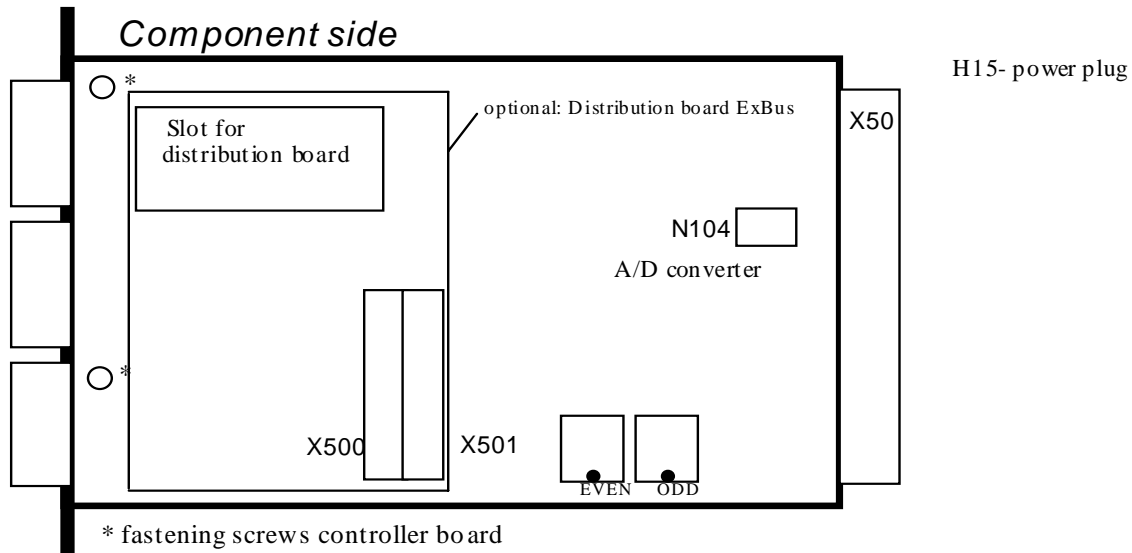 Component side
H15- power plug
*
optional: Distribution board ExBus
X50
Slot for
distribution board
N104
A/D converter
*
X500
X501
EVEN
ODD
* fastening screws controller board